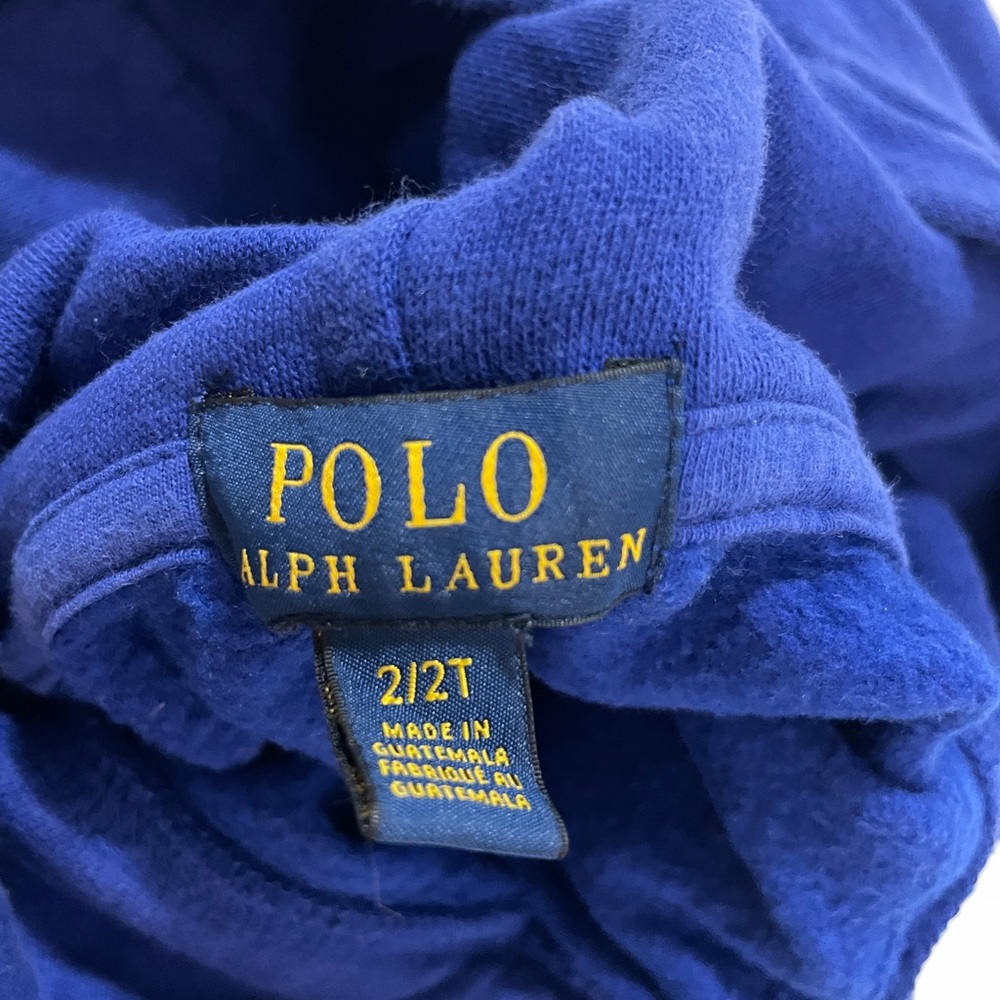 POLO
RALPH LAUREN
2/2T
MADE IN
GUATEMALA
FABRIQUÉ AU
GUATEMALA